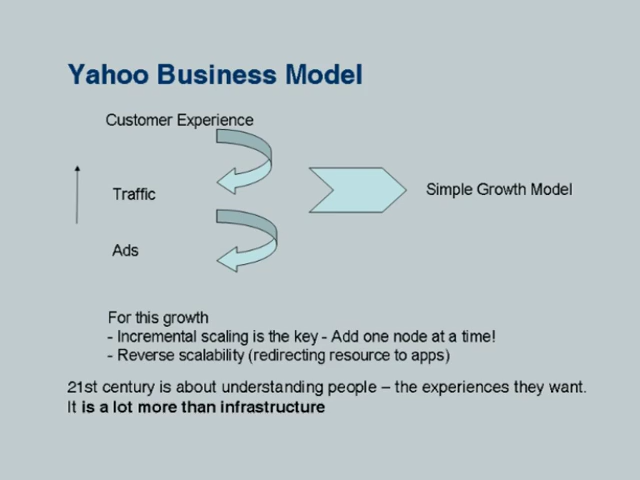 Yahoo Business Model
Customer Experience
Traffic
Simple Growth Model
Ads
For this growth
- Incremental scaling is the key - Add one node at a time!
- Reverse scalability (redirecting resource to apps)
21st century is about understanding people – the experiences they want.
It is a lot more than infrastructure